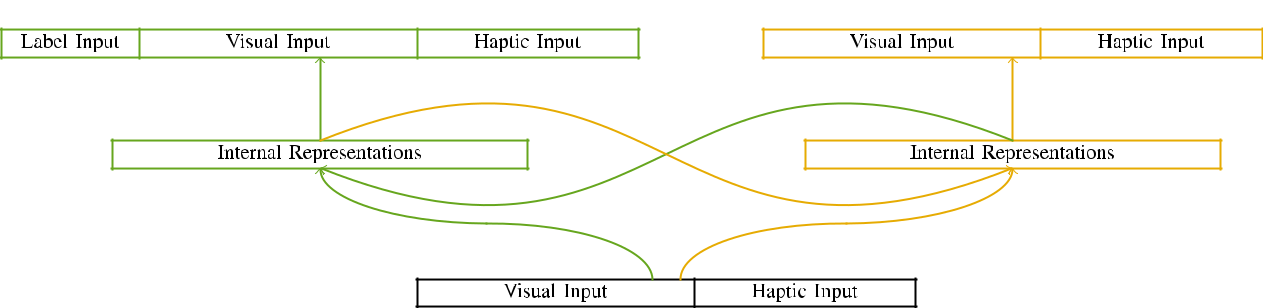 Label Input Visual Input Haptic Input Visual Input Haptic Input
Internal Representations Internal Representations
Visual Input Haptic Input